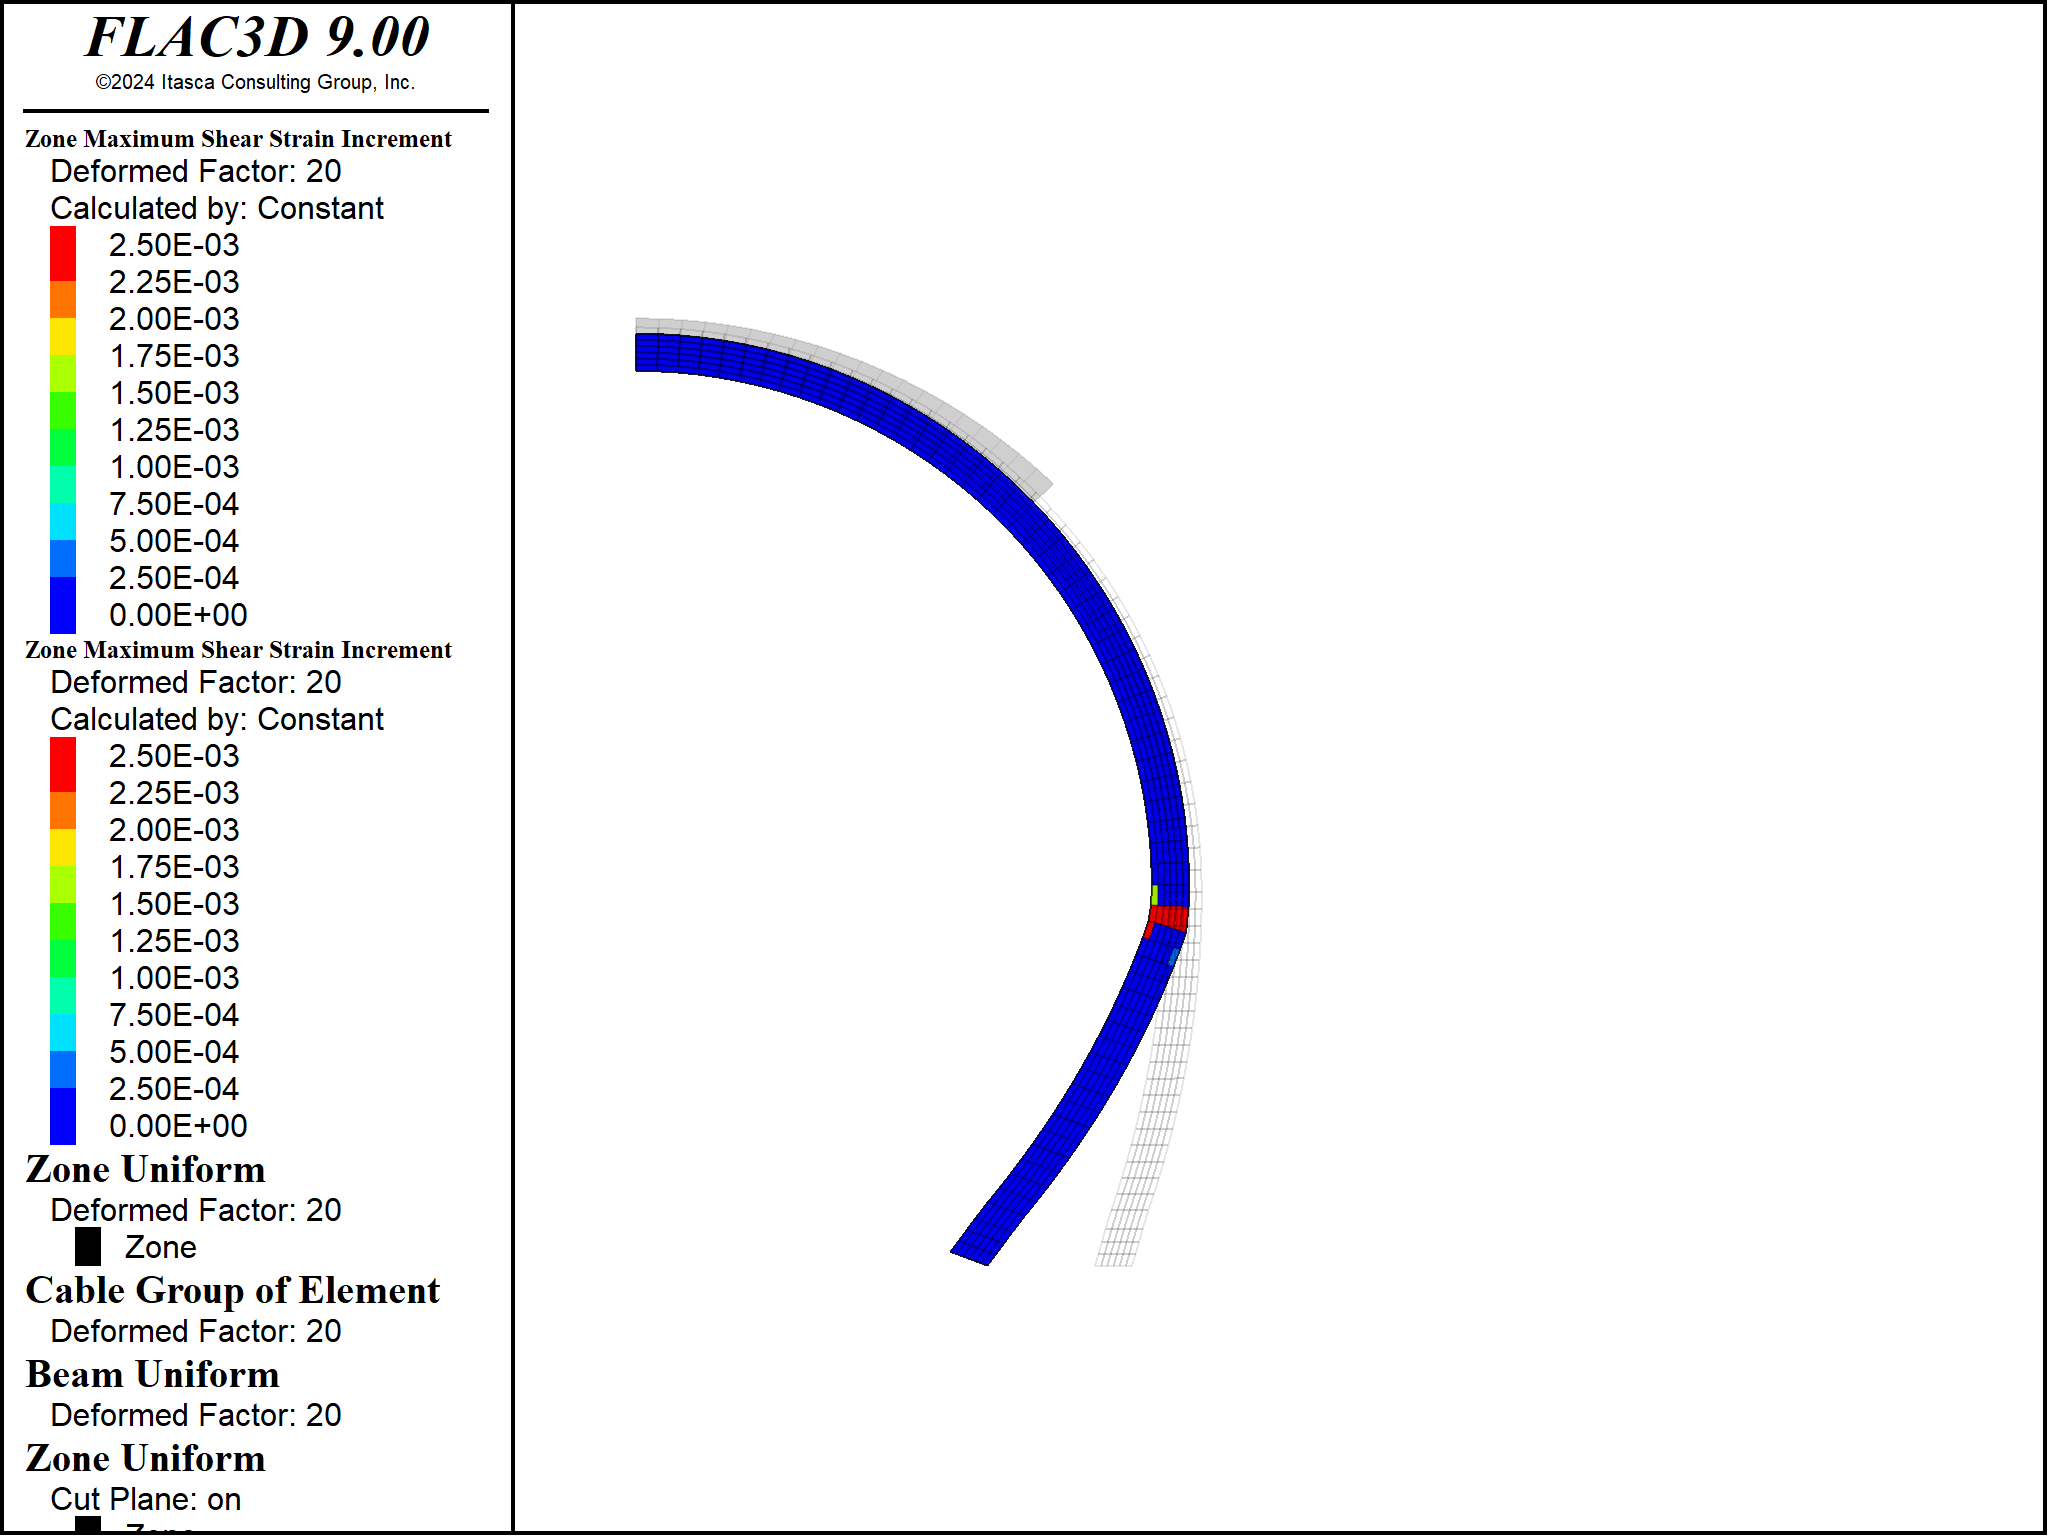 FLAC3D 9.00
©2024 Itasca Consulting Group, Inc.
Zone Maximum Shear Strain Increment
Deformed Factor: 20
Calculated by: Constant
2.50E-03
2.25E-03
2.00E-03
1.75E-03
1.50E-03
1.25E-03
1.00E-03
7.50E-04
5.00E-04
2.50E-04
0.00E+00
Zone Maximum Shear Strain Increment
Deformed Factor: 20
Calculated by: Constant
2.50E-03
2.25E-03
2.00E-03
1.75E-03
1.50E-03
1.25E-03
1.00E-03
7.50E-04
5.00E-04
2.50E-04
0.00E+00
Zone Uniform
Deformed Factor: 20
Zone
Cable Group of Element
Deformed Factor: 20
Beam Uniform
Deformed Factor: 20
Zone Uniform
Cut Plane: on